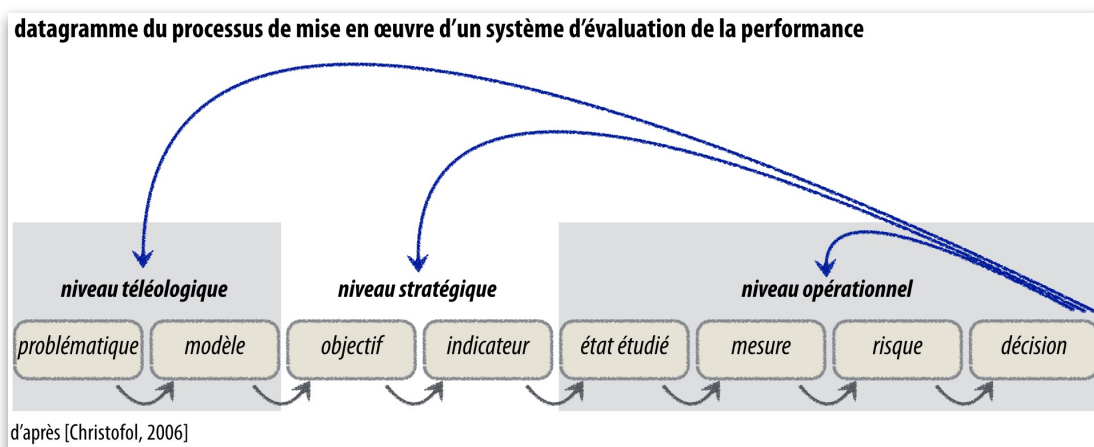 datagramme du processus de mise en œuvre d'un système d'évaluation de la performance
niveau téléologique
niveau stratégique
niveau opérationnel
problématique
modèle
objectif
indicateur
état étudié
mesure
risque
décision
d'après [Christofol, 2006]